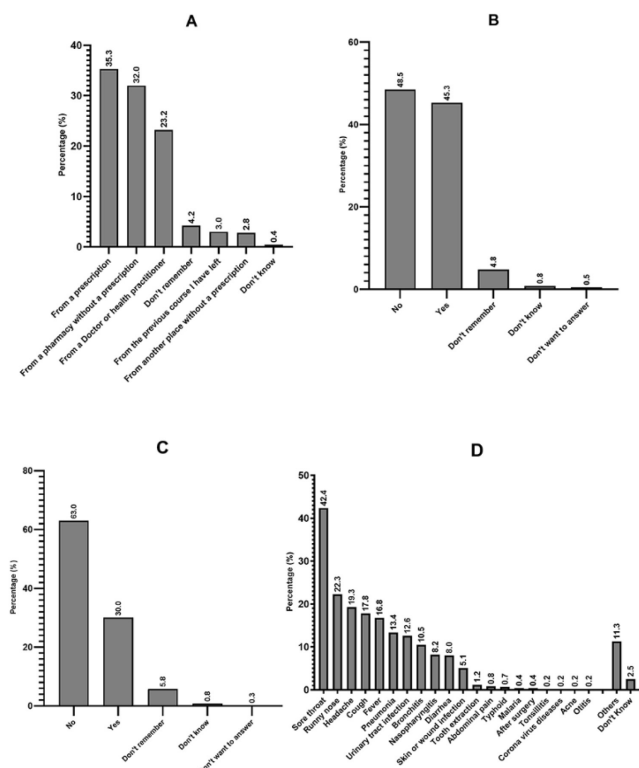 A
Percentage (%)
40
30
20
10
0
35.3
32.0
23.2
4.2
3.0
2.8
0.4
From a prescription
From a pharmacy without a prescription
From a Doctor or health practitioner
Don't remember
From the previous course I have left
From another place without a prescription
Don't know
B
Percentage (%)
60
40
20
0
48.5
45.3
4.8
0.8
0.5
No
Yes
Don't remember
Don't know
Don't want to answer
C
Percentage (%)
80
60
40
20
0
63.0
30.0
5.8
0.8
0.3
No
Yes
Don't remember
Don't know
on't want to answer
D
Percentage (%)
50
40
30
20
10
0
42.4
22.3
19.3
17.8
16.8
13.4
12.6
10.5
8.2
8.0
5.1
1.2
0.8
0.7
0.4
0.4
0.2
0.2
0.2
0.2
11.3
2.5
Sore throat
Runny nose
Headache
Cough
Fever
Pneumonia
Urinary tract infection
Bronchitis
Nasopharyngitis
Diarrhea
Skin or wound infection
Tooth extraction
Abdominal pain
Typhoid
Malaria
After surgery
Tonsillitis
Corona virus diseases
Acne
Otitis
Others
Don't Know